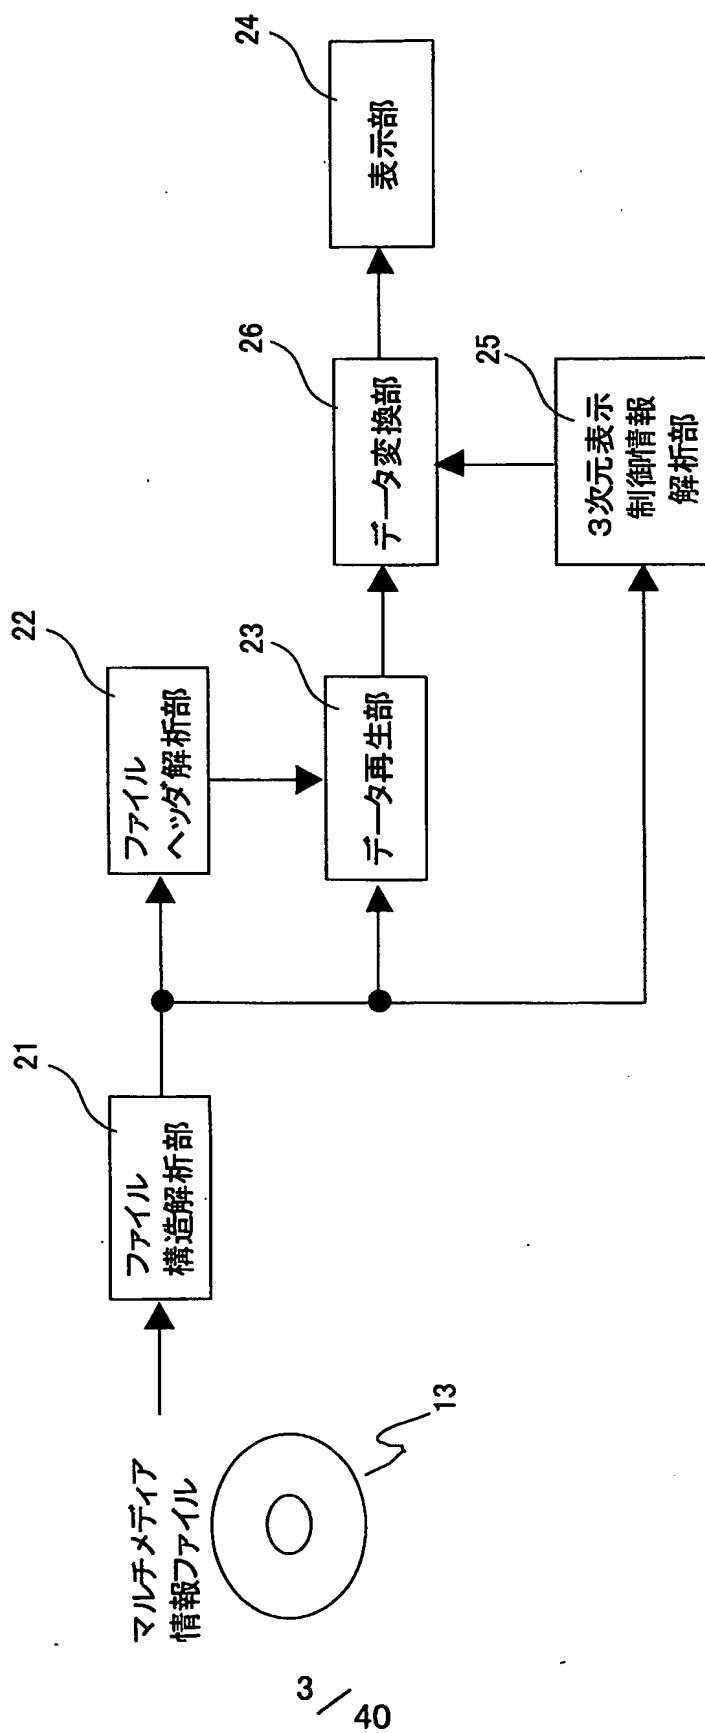 マルチメディア
情報ファイル
13
21
ファイル
構造解析部
22
ファイル
ヘッダ解析部
23
データ再生部
26
データ変換部
25
3次元表示
制御情報
解析部
24
表示部
3/40